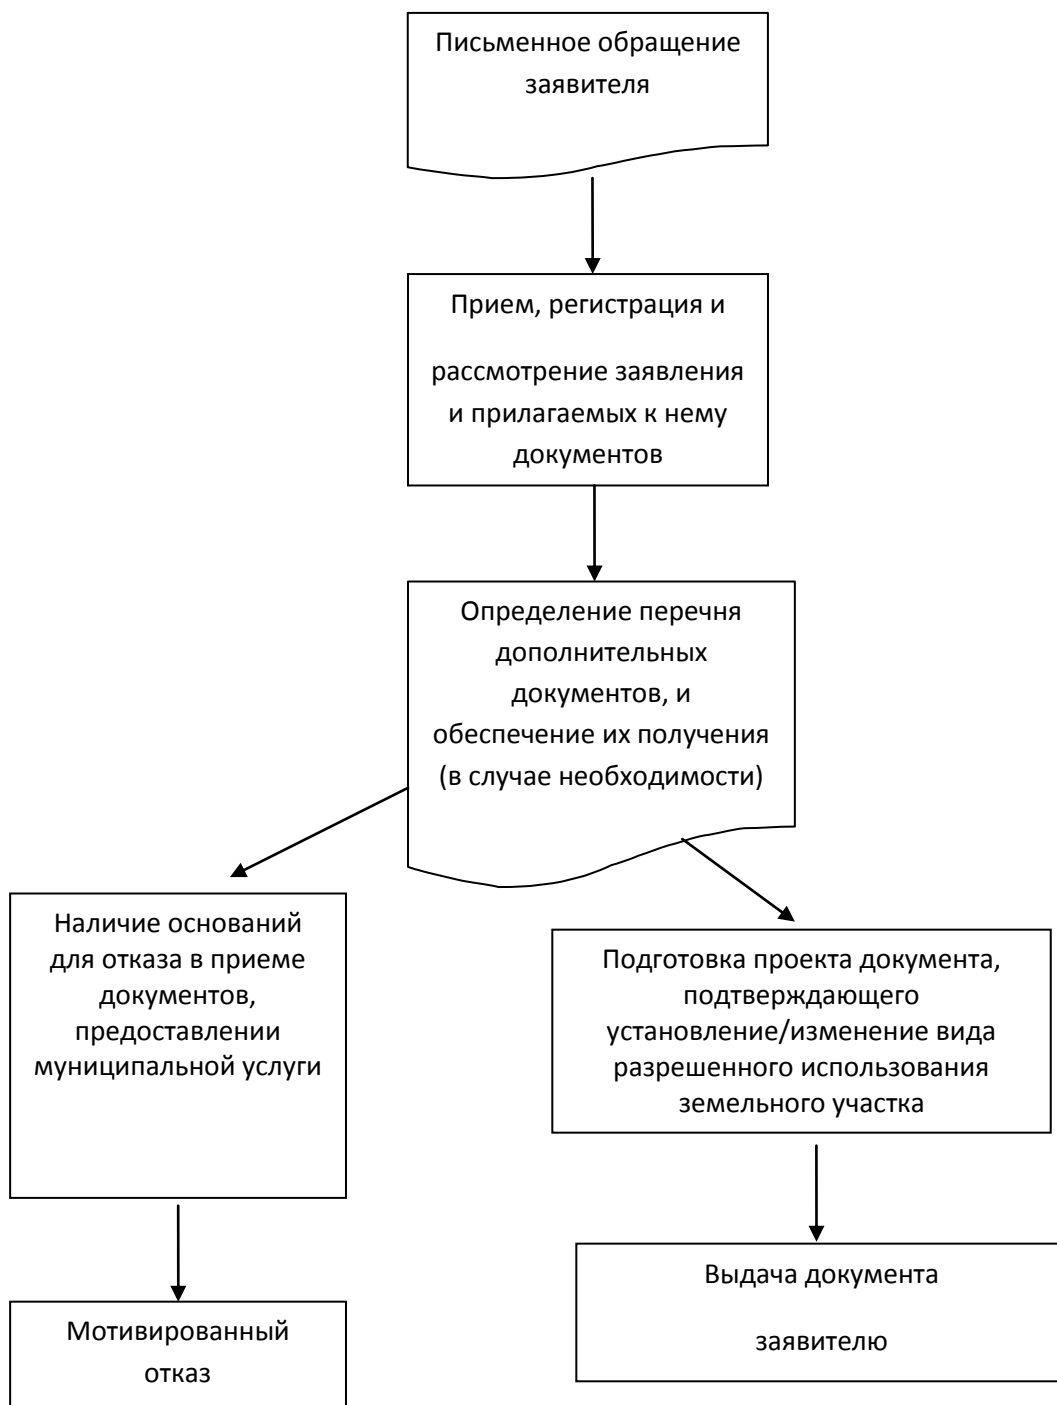 Письменное обращение
заявителя
Прием, регистрация и
рассмотрение заявления
и прилагаемых к нему
документов
Определение перечня
дополнительных
документов, и
обеспечение их получения
(в случае необходимости)
Наличие оснований
для отказа в приеме
документов,
предоставлении
муниципальной услуги
Подготовка проекта документа,
подтверждающего
установление/изменение вида
разрешенного использования
земельного участка
Мотивированный
отказ
Выдача документа
заявителю